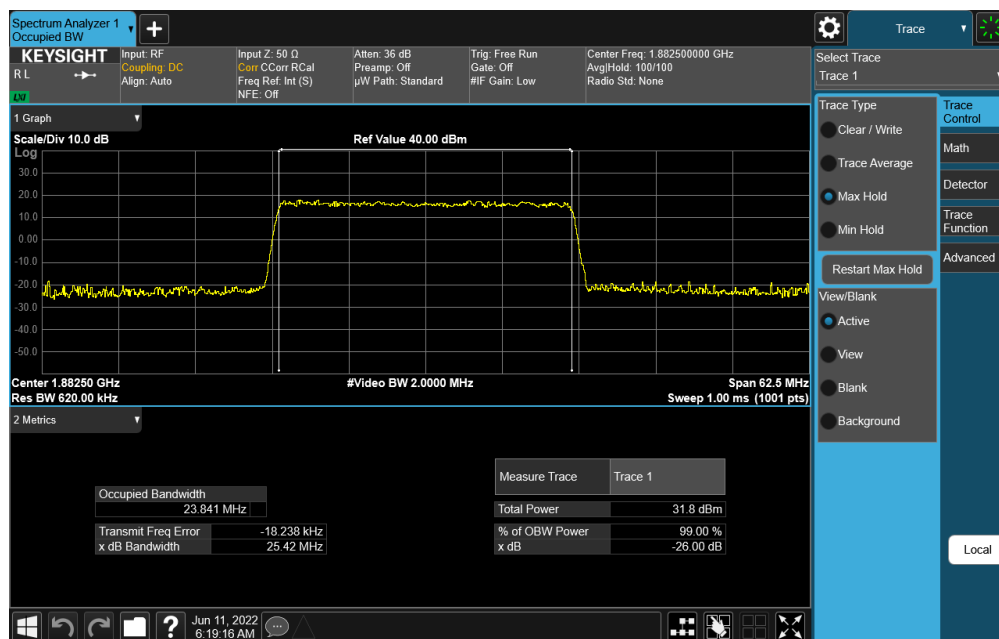 Spectrum Analyzer 1
Occupied BW
Trace
KEYSIGHT
R L
LXI
Input: RF
Coupling: DC
Align: Auto
Input Z: 50 Ω
Corr CCorr RCal
Freq Ref: Int (S)
NFE: Off
Atten: 36 dB
Preamp: Off
µW Path: Standard
Trig: Free Run
Gate: Off
#IF Gain: Low
Center Freq: 1.882500000 GHz
Avg|Hold: 100/100
Radio Std: None
Select Trace
Trace 1
1 Graph
Scale/Div 10.0 dB
Ref Value 40.00 dBm
Log
30.0
20.0
10.0
0.00
-10.0
-20.0
-30.0
-40.0
-50.0
Center 1.88250 GHz
#Video BW 2.0000 MHz
Span 62.5 MHz
Res BW 620.00 kHz
Sweep 1.00 ms (1001 pts)
Trace Type
Clear / Write
Trace Average
Max Hold
Min Hold
Restart Max Hold
View/Blank
Active
View
Blank
Background
Trace
Control
Math
Detector
Trace
Function
Advanced
Local
2 Metrics
Occupied Bandwidth
23.841 MHz
Transmit Freq Error -18.238 kHz
x dB Bandwidth 25.42 MHz
Measure Trace Trace 1
Total Power 31.8 dBm
% of OBW Power 99.00 %
x dB -26.00 dB
?
Jun 11, 2022
6:19:16 AM